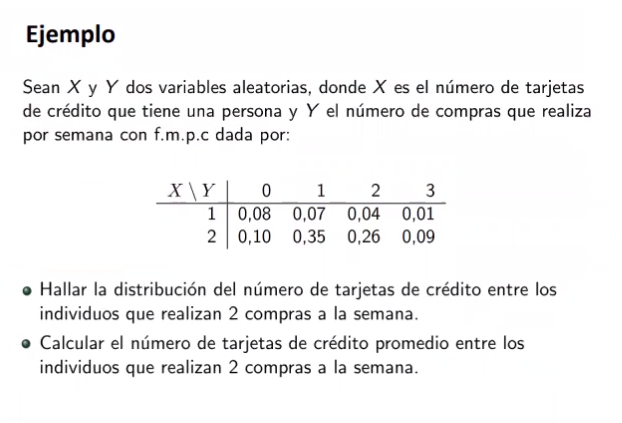 Ejemplo
Sean X y Y dos variables aleatorias, donde X es el número de tarjetas
de crédito que tiene una persona y Y el número de compras que realiza
por semana con f.m.p.c dada por:
X \ Y 0 1 2 3
1 0,08 0,07 0,04 0,01
2 0,10 0,35 0,26 0,09
Hallar la distribución del número de tarjetas de crédito entre los
individuos que realizan 2 compras a la semana.
Calcular el número de tarjetas de crédito promedio entre los
individuos que realizan 2 compras a la semana.